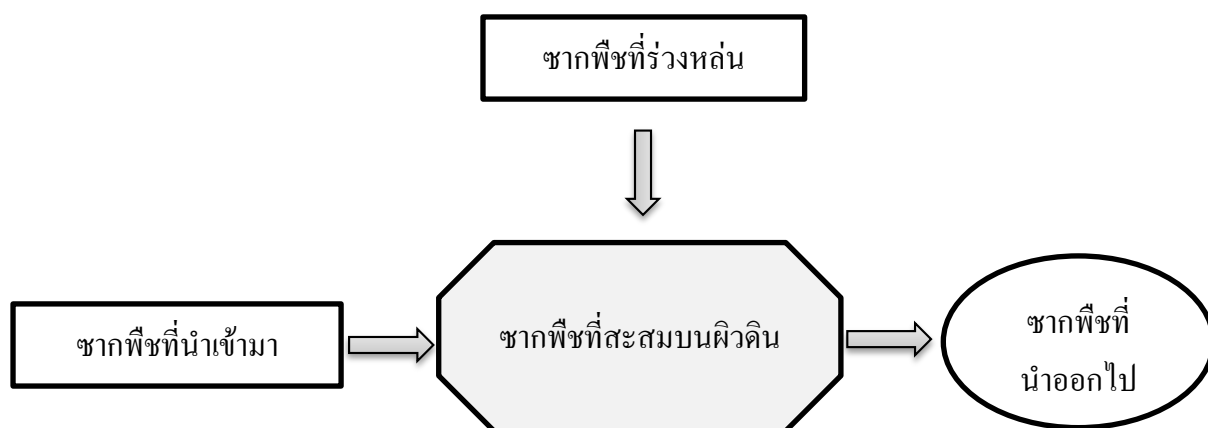 ซากพืชที่ร่วงหล่น
ซากพืชที่นำเข้ามา
ซากพืชที่สะสมบนผิวดิน
ซากพืชที่
นำออกไป